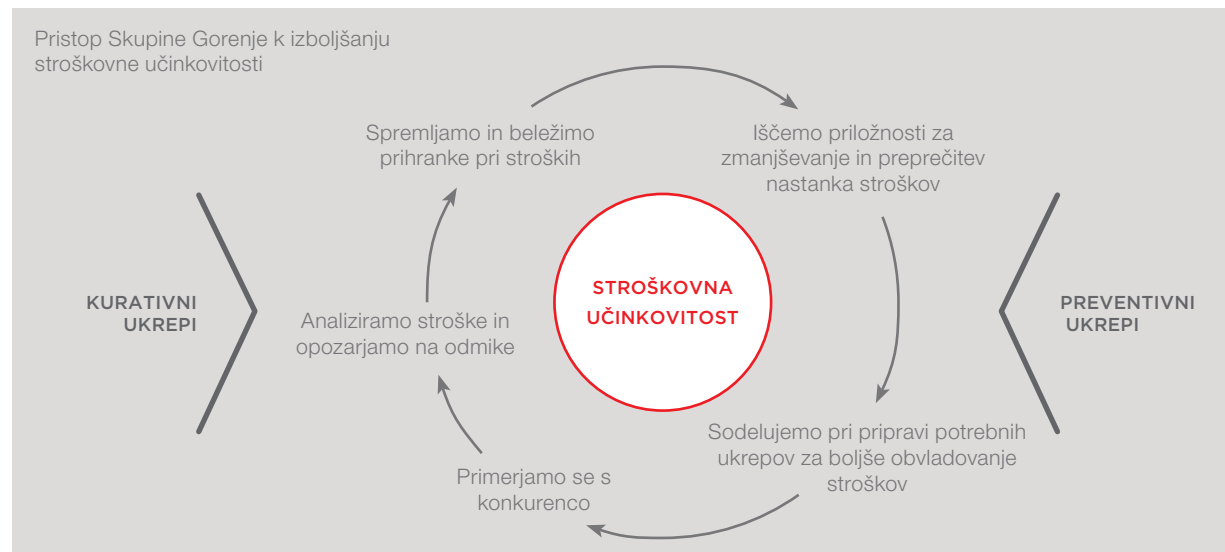 Pristop Skupine Gorenje k izboljšanju
stroškovne učinkovitosti
Spremljamo in beležimo
prihranke pri stroških
Iščemo priložnosti za
zmanjševanje in preprečitev
nastanka stroškov
KURATIVNI
UKREPI
Analiziramo stroške in
opozarjamo na odmike
STROŠKOVNA
UČINKOVITOST
PREVENTIVNI
UKREPI
Sodelujemo pri pripravi potrebnih
ukrepov za boljše obvladovanje
stroškov
Primerjamo se s
konkurenco